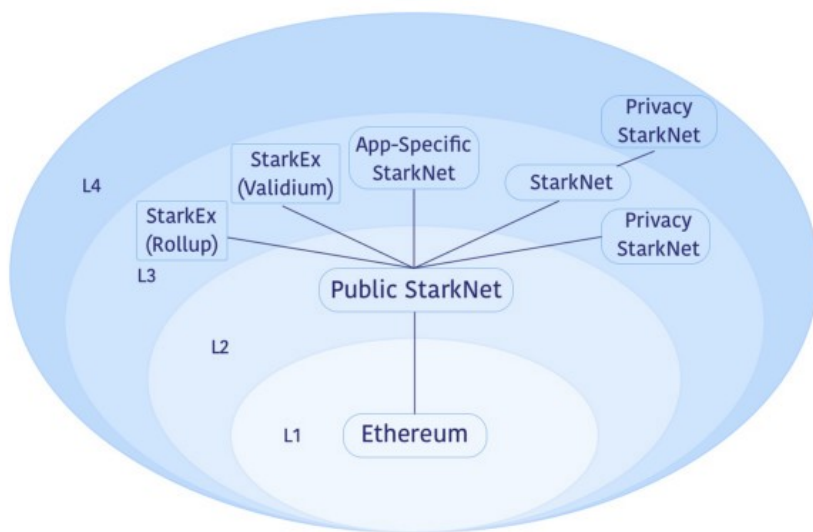 Privacy
StarkNet
App-Specific
StarkNet
StarkEx
(Validium)
StarkNet
L4
StarkEx
(Rollup)
Privacy
StarkNet
L3
Public StarkNet
L2
L1
Ethereum